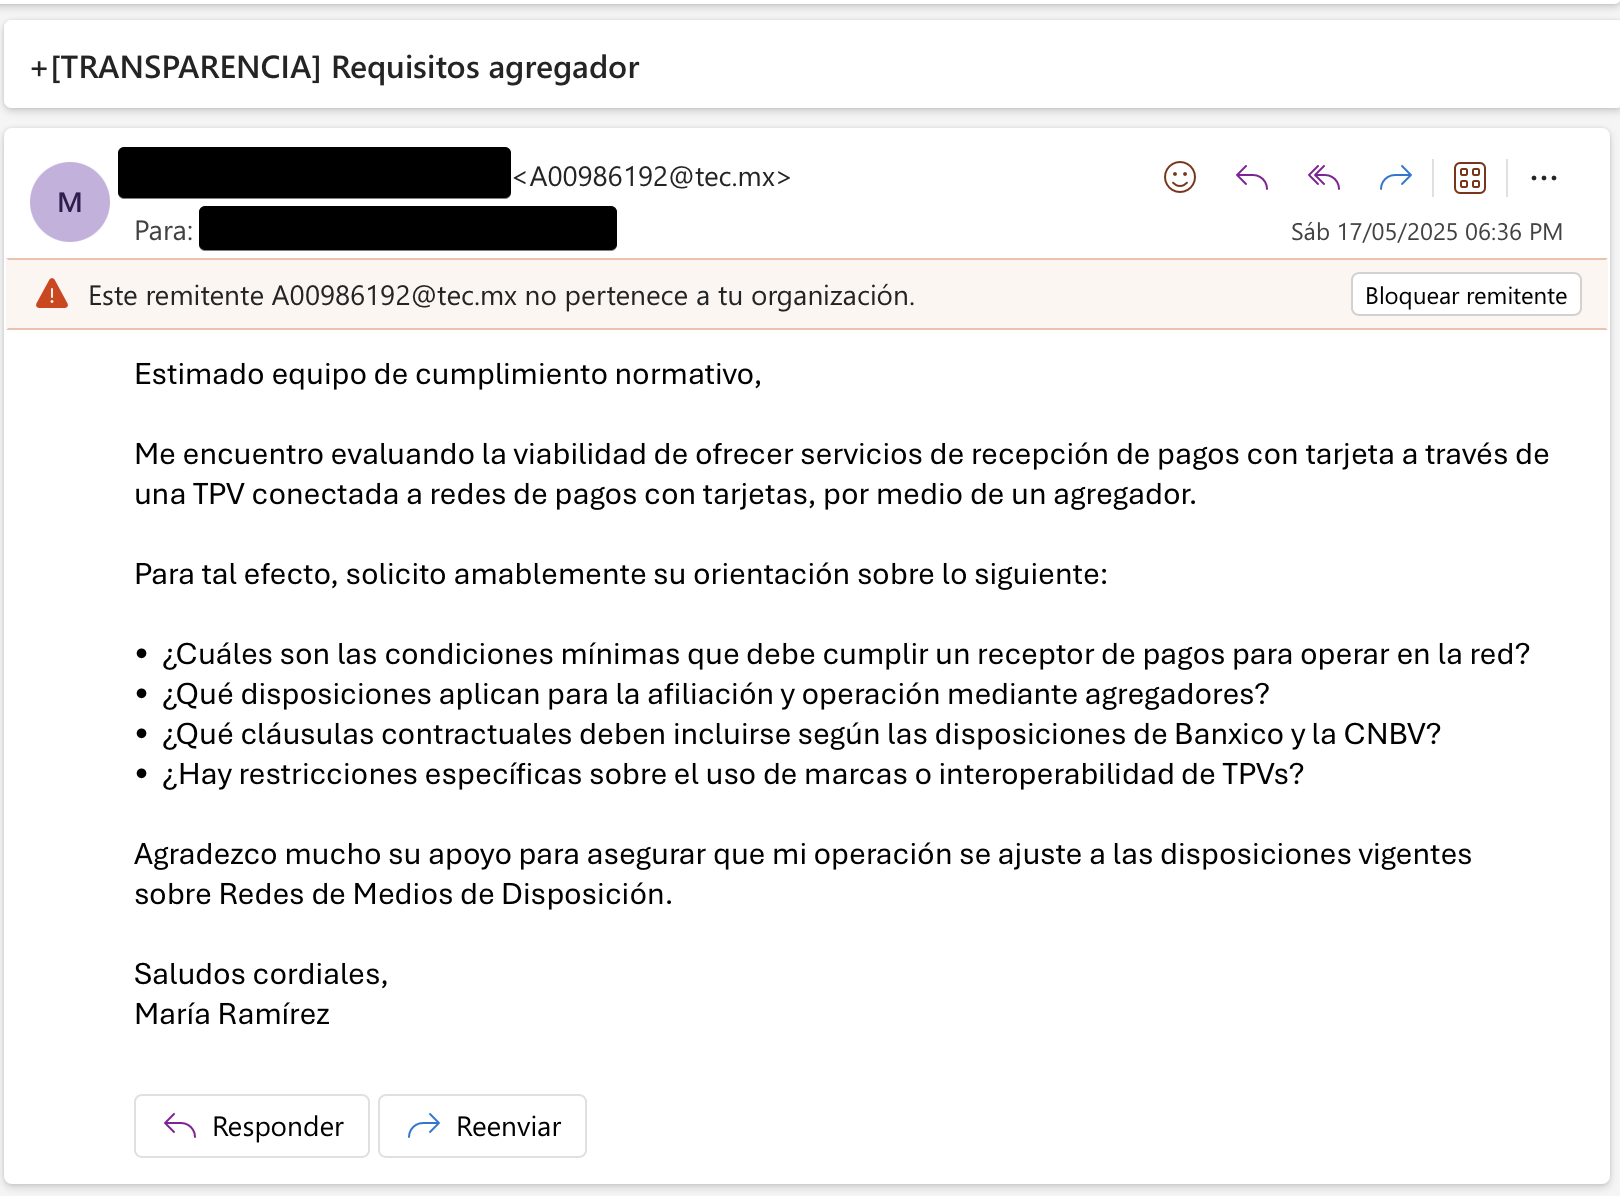 +[TRANSPARENCIA] Requisitos agregador
M
<A00986192@tec.mx>
Para:
Sáb 17/05/2025 06:36 PM
Este remitente A00986192@tec.mx no pertenece a tu organización.
Bloquear remitente
Estimado equipo de cumplimiento normativo,
Me encuentro evaluando la viabilidad de ofrecer servicios de recepción de pagos con tarjeta a través de
una TPV conectada a redes de pagos con tarjetas, por medio de un agregador.
Para tal efecto, solicito amablemente su orientación sobre lo siguiente:
• ¿Cuáles son las condiciones mínimas que debe cumplir un receptor de pagos para operar en la red?
• ¿Qué disposiciones aplican para la afiliación y operación mediante agregadores?
• ¿Qué cláusulas contractuales deben incluirse según las disposiciones de Banxico y la CNBV?
• ¿Hay restricciones específicas sobre el uso de marcas o interoperabilidad de TPVs?
Agradezco mucho su apoyo para asegurar que mi operación se ajuste a las disposiciones vigentes
sobre Redes de Medios de Disposición.
Saludos cordiales,
María Ramírez
Responder
Reenviar